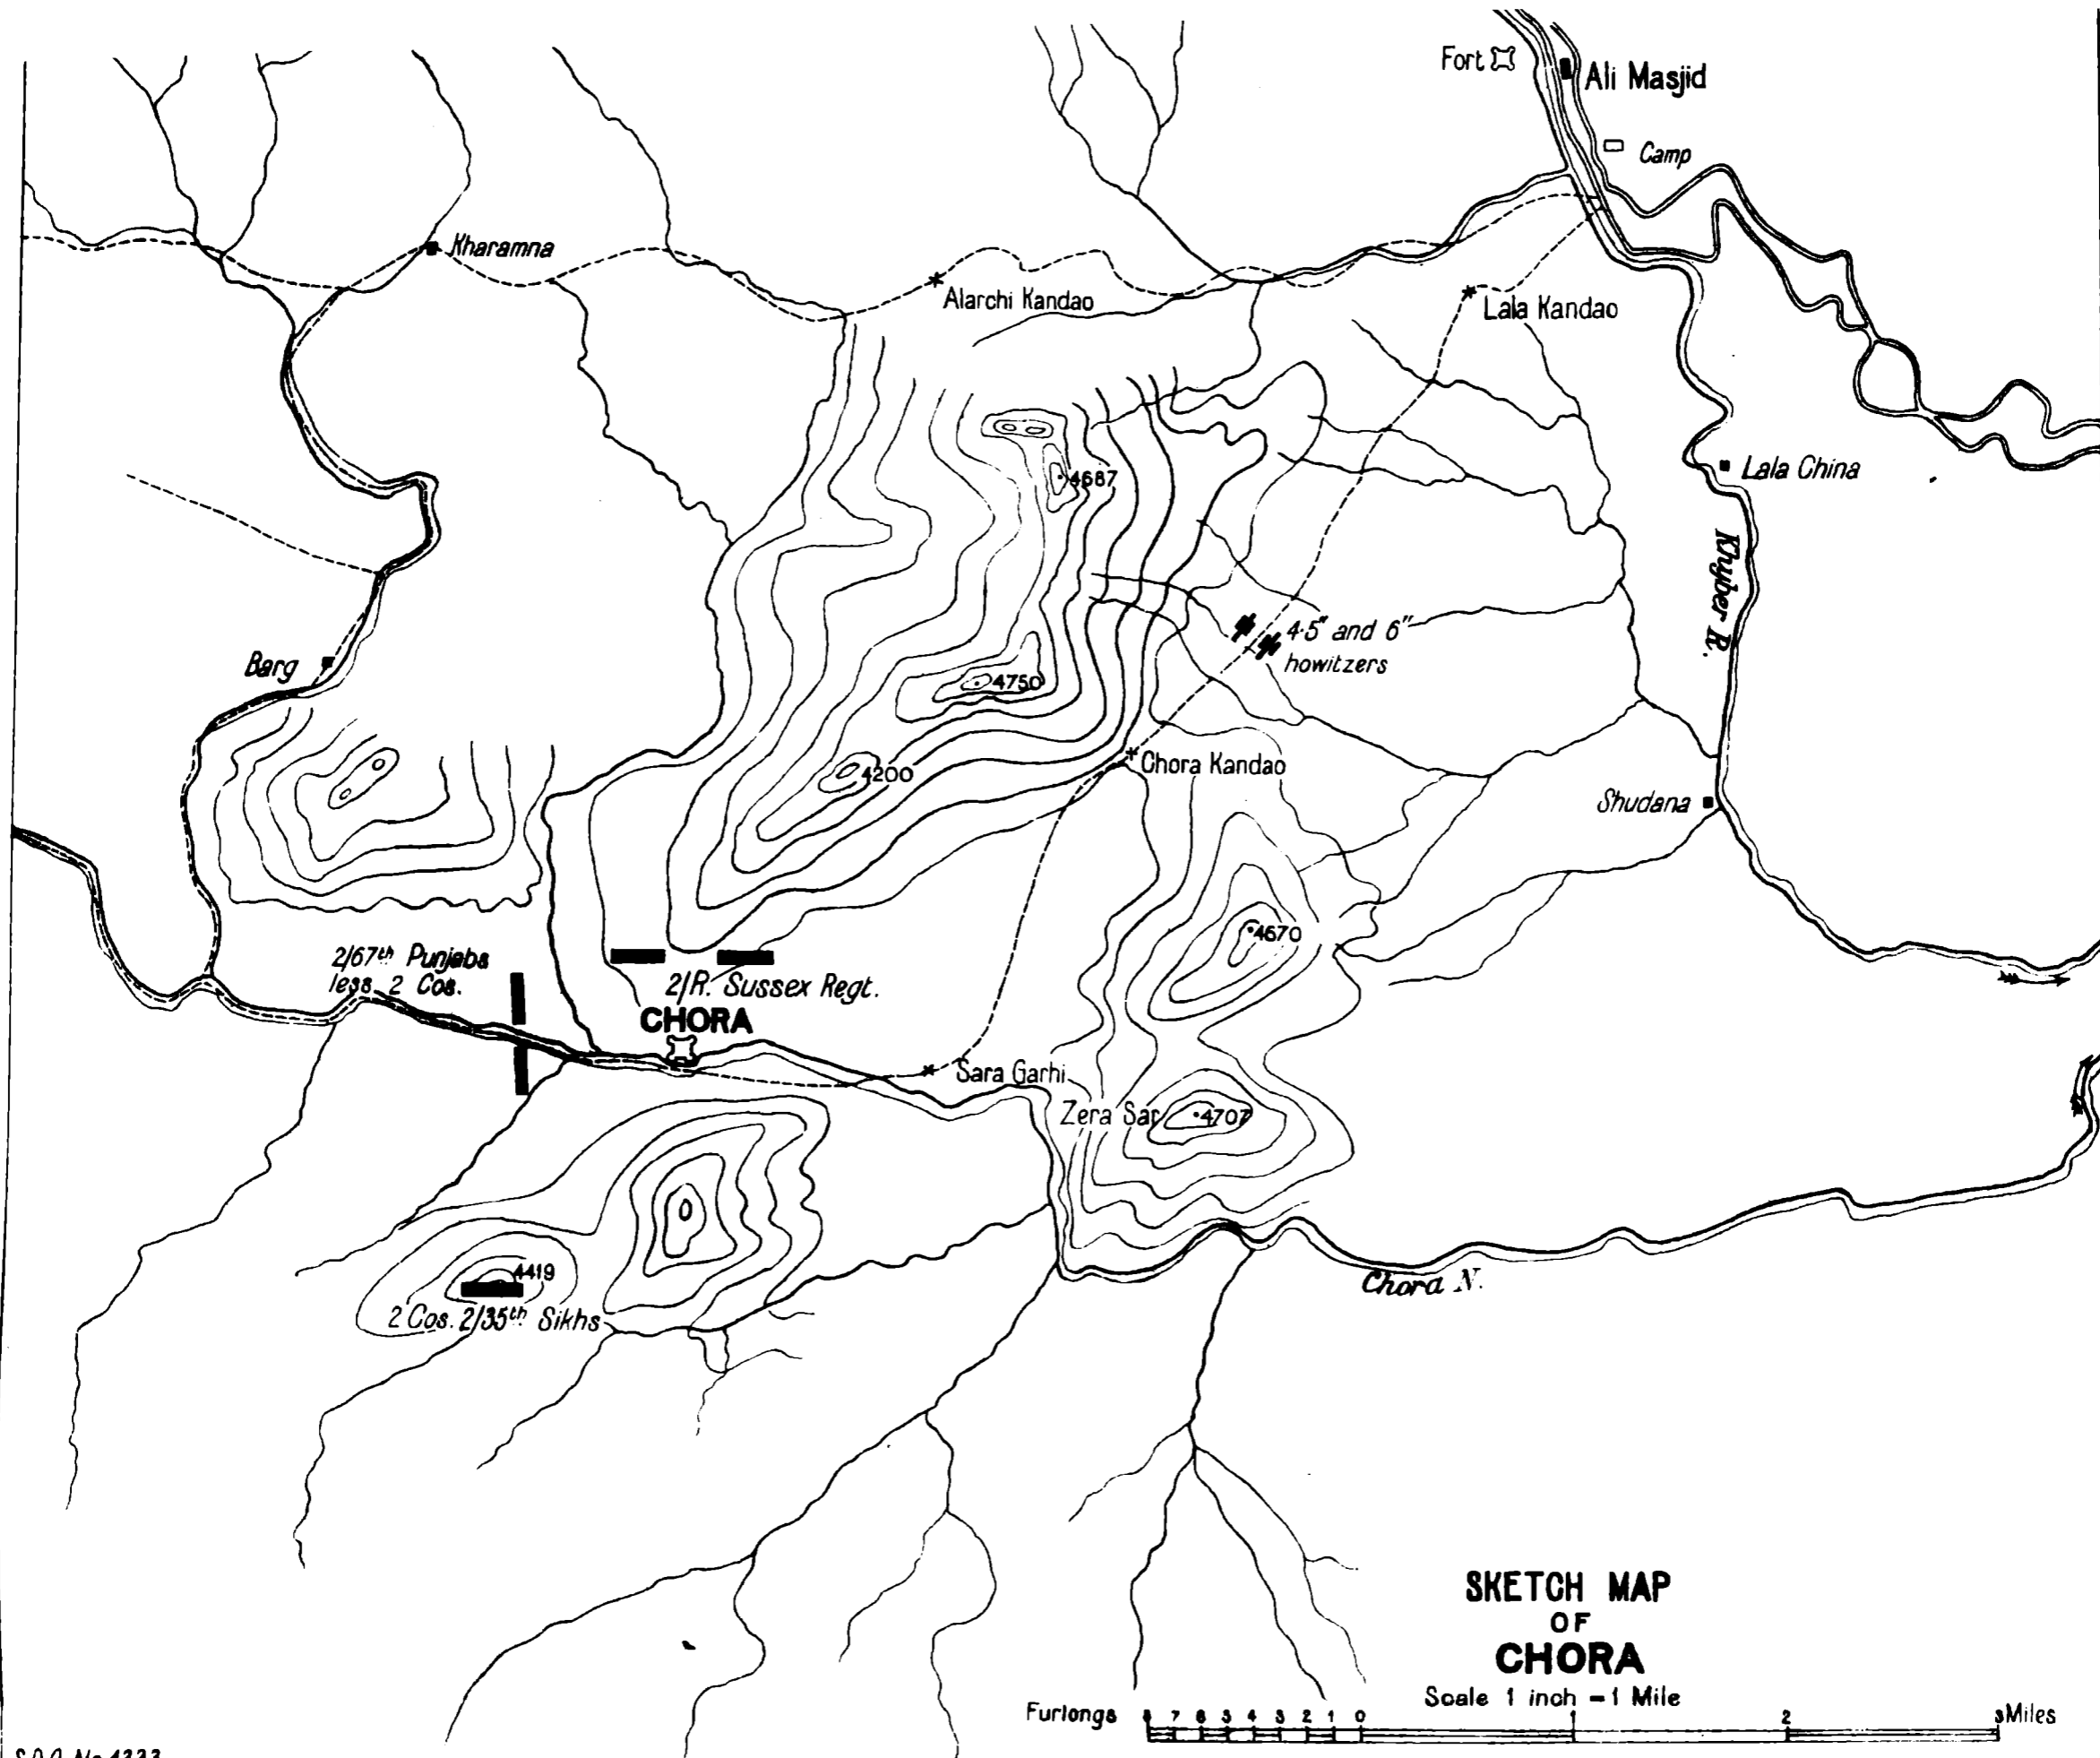 Fort
Ali Masjid
Camp
Kharamna
Alarchi Kandao
Lala Kandao
4687
Lala China
Khyber R.
4·5" and 6"
howitzers
Barg
4750
4200
Chora Kandao
Shudana
4670
2/67th Punjabs
less 2 Cos.
2/R. Sussex Regt.
CHORA
Sara Garhi
Zera Sar
4707
4419
2 Cos. 2/35th Sikhs
Chora N.
SKETCH MAP
OF
CHORA
Scale 1 inch = 1 Mile
Furlongs 8 7 6 5 4 3 2 1 0 1 2 3 Miles
No 4333